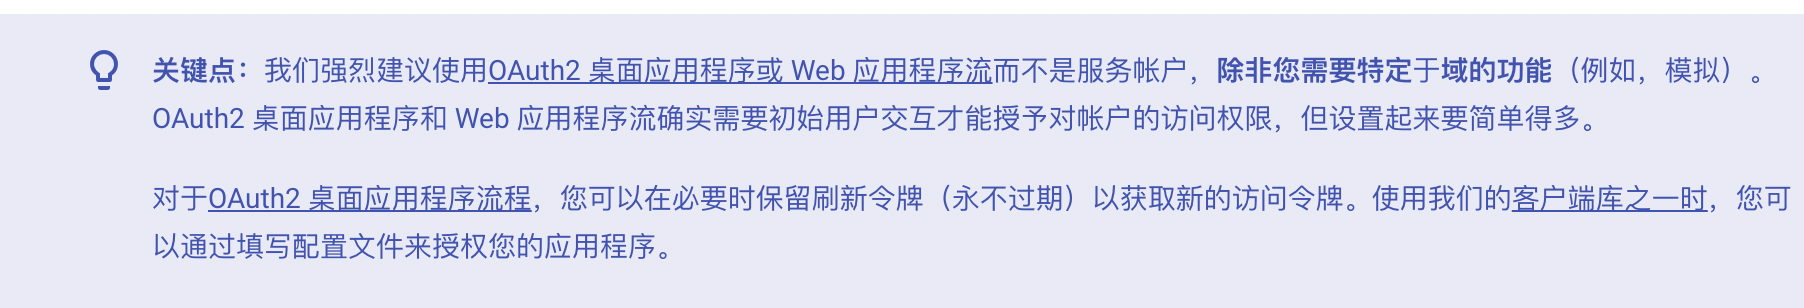 关键点：我们强烈建议使用OAuth2 桌面应用程序或 Web 应用程序流而不是服务帐户，除非您需要特定于域的功能（例如，模拟）。
OAuth2 桌面应用程序和 Web 应用程序流确实需要初始用户交互才能授予对帐户的访问权限，但设置起来要简单得多。
对于OAuth2 桌面应用程序流程，您可以在必要时保留刷新令牌（永不过期）以获取新的访问令牌。使用我们的客户端库之一时，您可
以通过填写配置文件来授权您的应用程序。